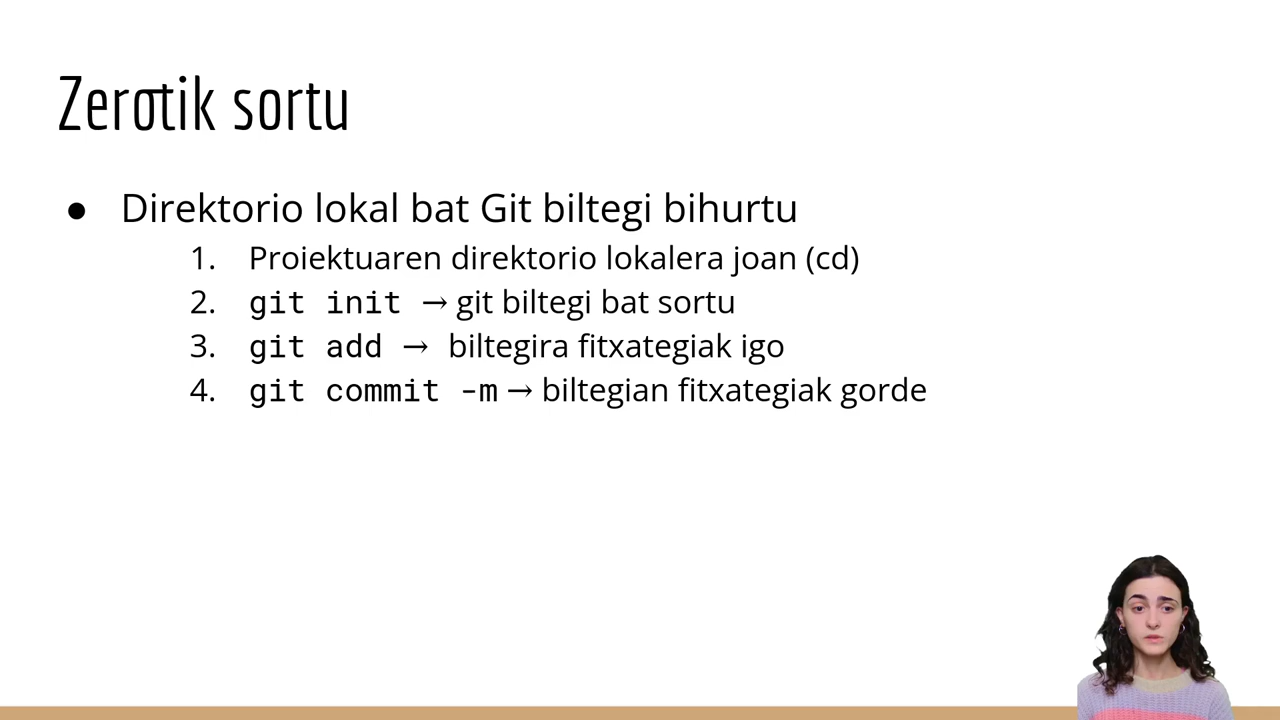 Zerotik sortu
● Direktorio lokal bat Git biltegi bihurtu
1. Proiektuaren direktorio lokalera joan (cd)
2. git init → git biltegi bat sortu
3. git add → biltegira fitxategiak igo
4. git commit -m → biltegian fitxategiak gorde